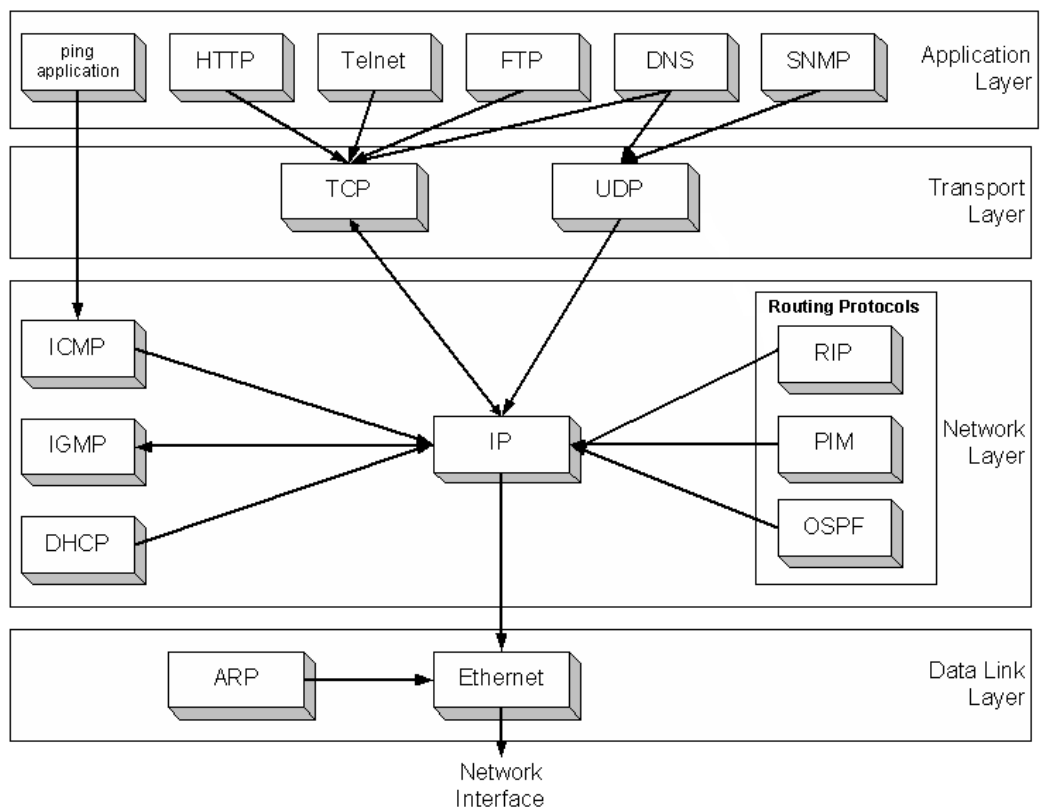 ping
application
HTTP
Telnet
FTP
DNS
SNMP
Application
Layer
TCP
UDP
Transport
Layer
Routing Protocols
ICMP
RIP
IGMP
IP
PIM
Network
Layer
DHCP
OSPF
ARP
Ethernet
Data Link
Layer
Network
Interface